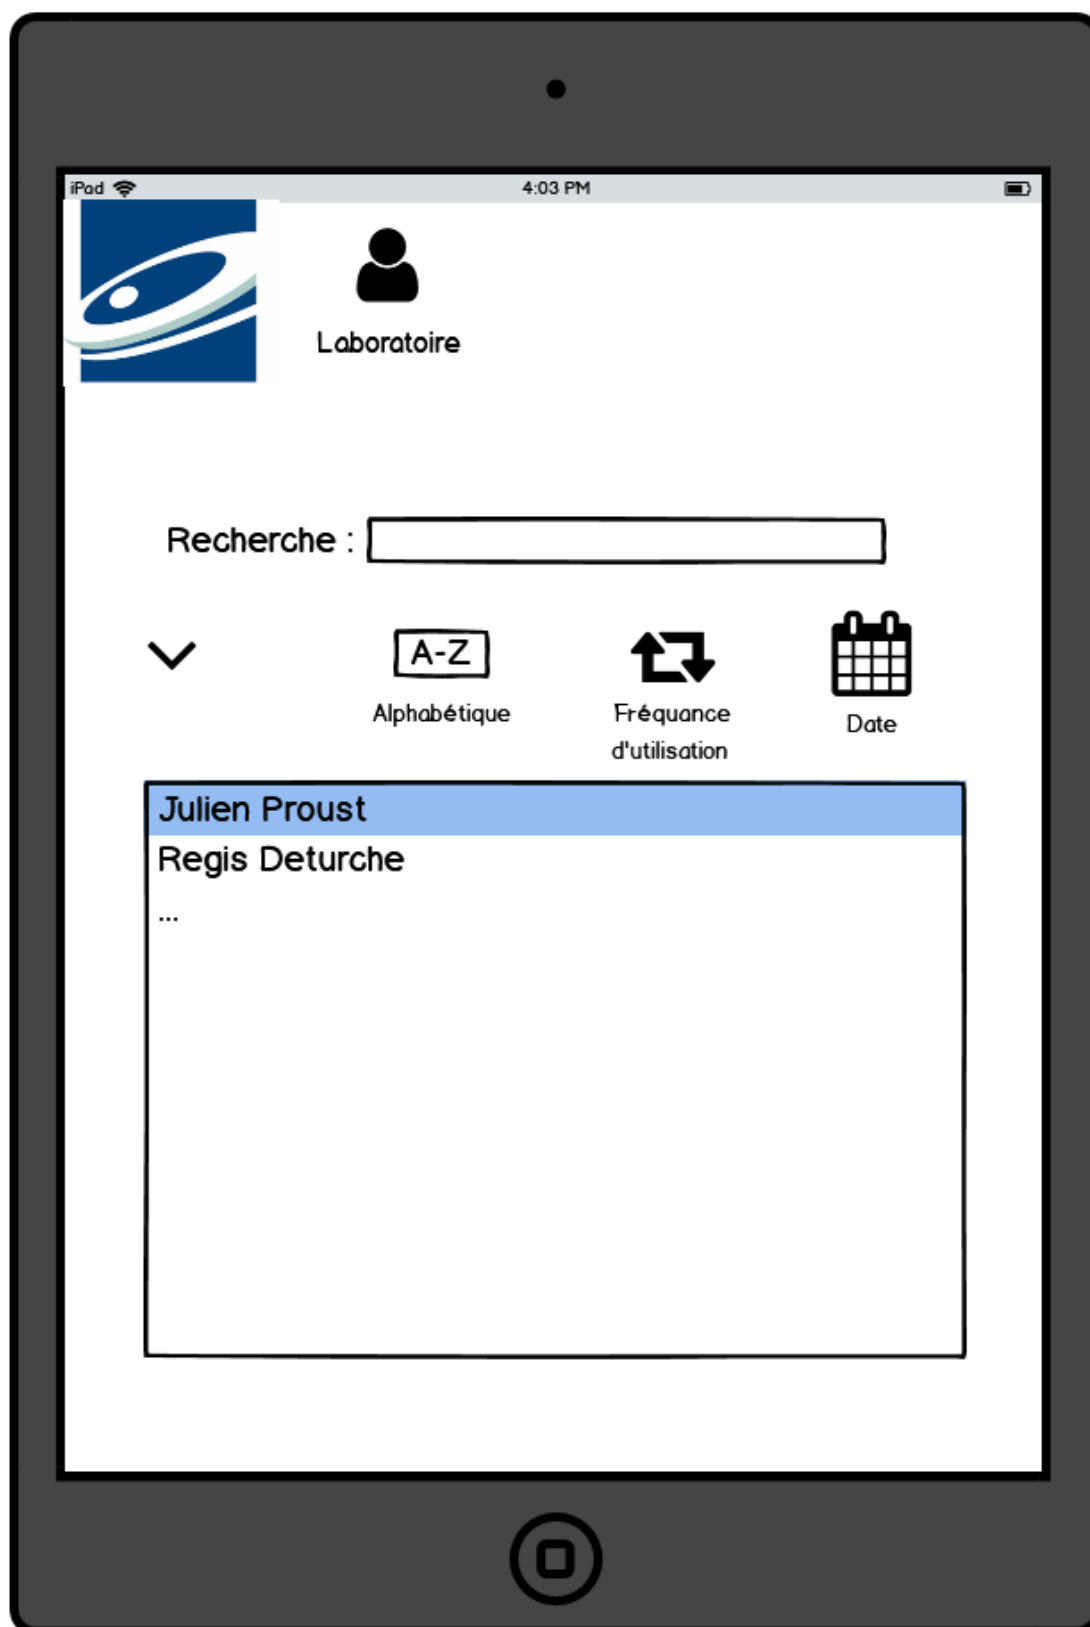 iPad 4:03 PM
Laboratoire
Recherche :
A-Z
Alphabétique
Fréquance
d'utilisation
Date
Julien Proust
Regis Deturche
...